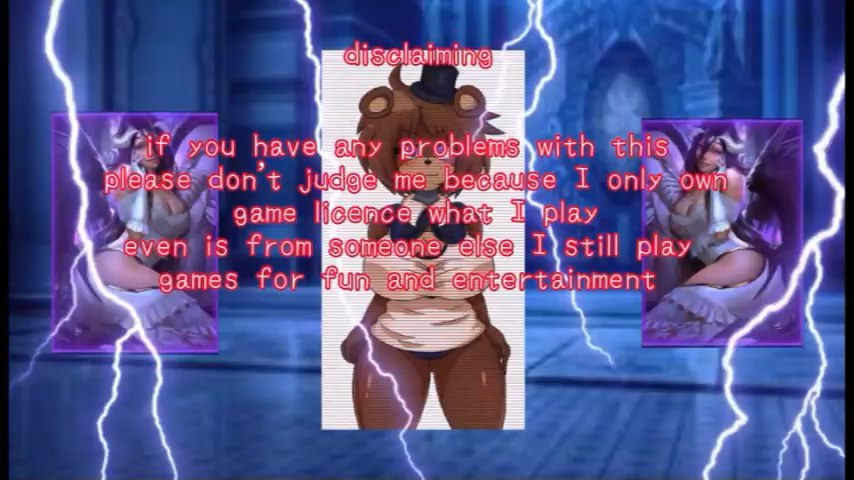 disclaiming
if you have any problems with this
please don't judge me because I only own
game licence what I play
even is from someone else I still play
games for fun and entertainment